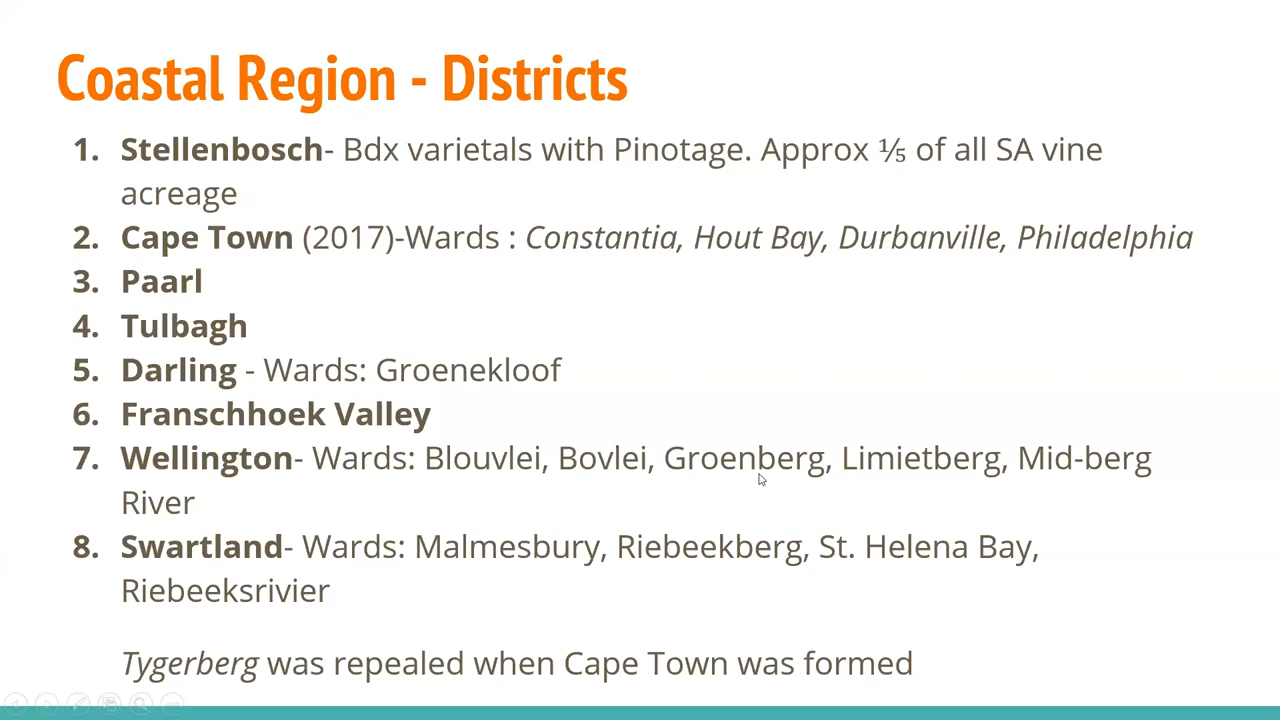 Coastal Region - Districts
1. Stellenbosch- Bdx varietals with Pinotage. Approx ⅕ of all SA vine
acreage
2. Cape Town (2017)-Wards : Constantia, Hout Bay, Durbanville, Philadelphia
3. Paarl
4. Tulbagh
5. Darling - Wards: Groenekloof
6. Franschhoek Valley
7. Wellington- Wards: Blouvlei, Bovlei, Groenberg, Limietberg, Mid-berg
River
8. Swartland- Wards: Malmesbury, Riebeekberg, St. Helena Bay,
Riebeeksrivier
Tygerberg was repealed when Cape Town was formed